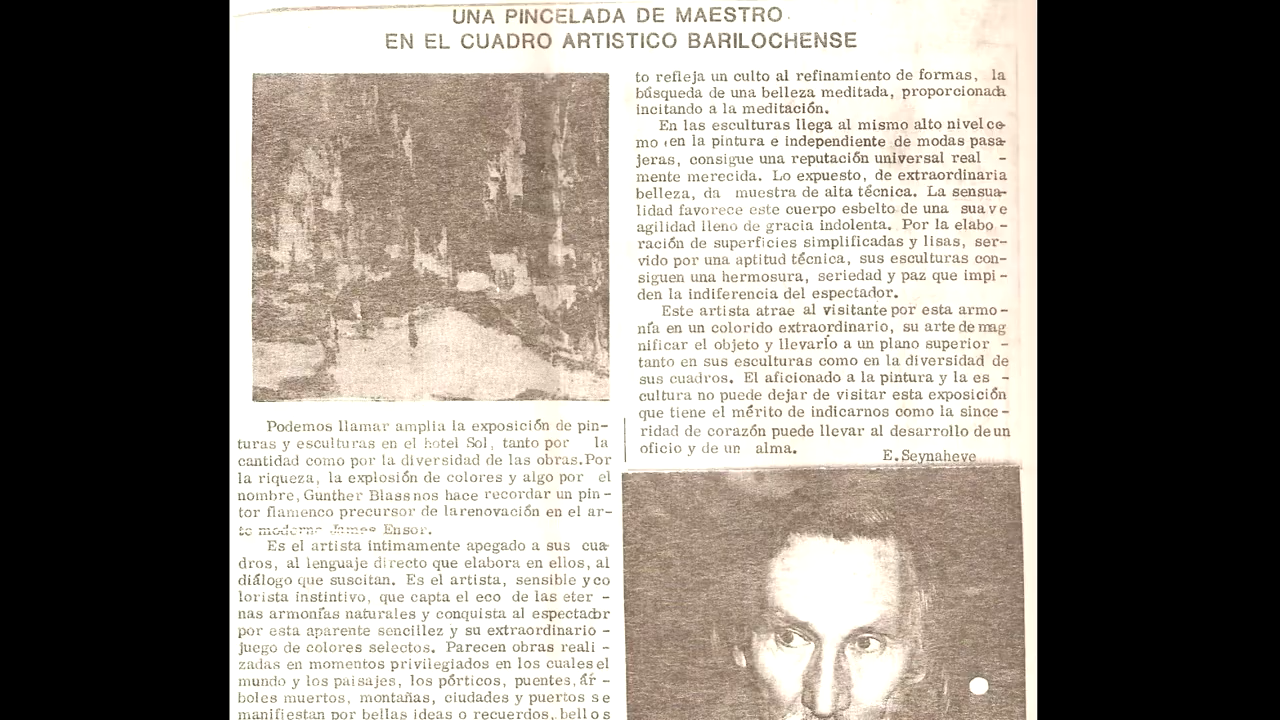 UNA PINCELADA DE MAESTRO
EN EL CUADRO ARTISTICO BARILOCHENSE
Podemos llamar amplia la exposición de pin-
turas y esculturas en el hotel Sol, tanto por la
cantidad como por la diversidad de las obras.Por
la riqueza, la explosión de colores y algo por el
nombre, Gunther Blass nos hace recordar un pin-
tor flamenco precursor de la renovación en el ar-
te moderno James Ensor.
Es el artista íntimamente apegado a sus cua-
dros, al lenguaje directo que elabora en ellos, al
diálogo que suscitan. Es el artista, sensible y co
lorista instintivo, que capta el eco de las eter -
nas armonías naturales y conquista al espectador
por esta aparente sencillez y su extraordinario -
juego de colores selectos. Parecen obras reali -
zadas en momentos privilegiados en los cuales el
mundo y los paisajes, los pórticos, puentes, ár -
boles muertos, montañas, ciudades y puertos se
manifiestan por bellas ideas o recuerdos, bellos
to refleja un culto al refinamiento de formas, la
búsqueda de una belleza meditada, proporcionada
incitando a la meditación.
En las esculturas llega al mismo alto nivel co-
mo en la pintura e independiente de modas pasa-
jeras, consigue una reputación universal real -
mente merecida. Lo expuesto, de extraordinaria
belleza, da muestra de alta técnica. La sensua-
lidad favorece este cuerpo esbelto de una suave
agilidad lleno de gracia indolenta. Por la elabo -
ración de superficies simplificadas y lisas, ser-
vido por una aptitud técnica, sus esculturas con-
siguen una hermosura, seriedad y paz que impi -
den la indiferencia del espectador.
Este artista atrae al visitante por esta armo -
nía en un colorido extraordinario, su arte de mag
nificar el objeto y llevarlo a un plano superior -
tanto en sus esculturas como en la diversidad de
sus cuadros. El aficionado a la pintura y la es -
cultura no puede dejar de visitar esta exposición
que tiene el mérito de indicarnos como la since -
ridad de corazón puede llevar al desarrollo de un
oficio y de un alma.
E. Seynaheve